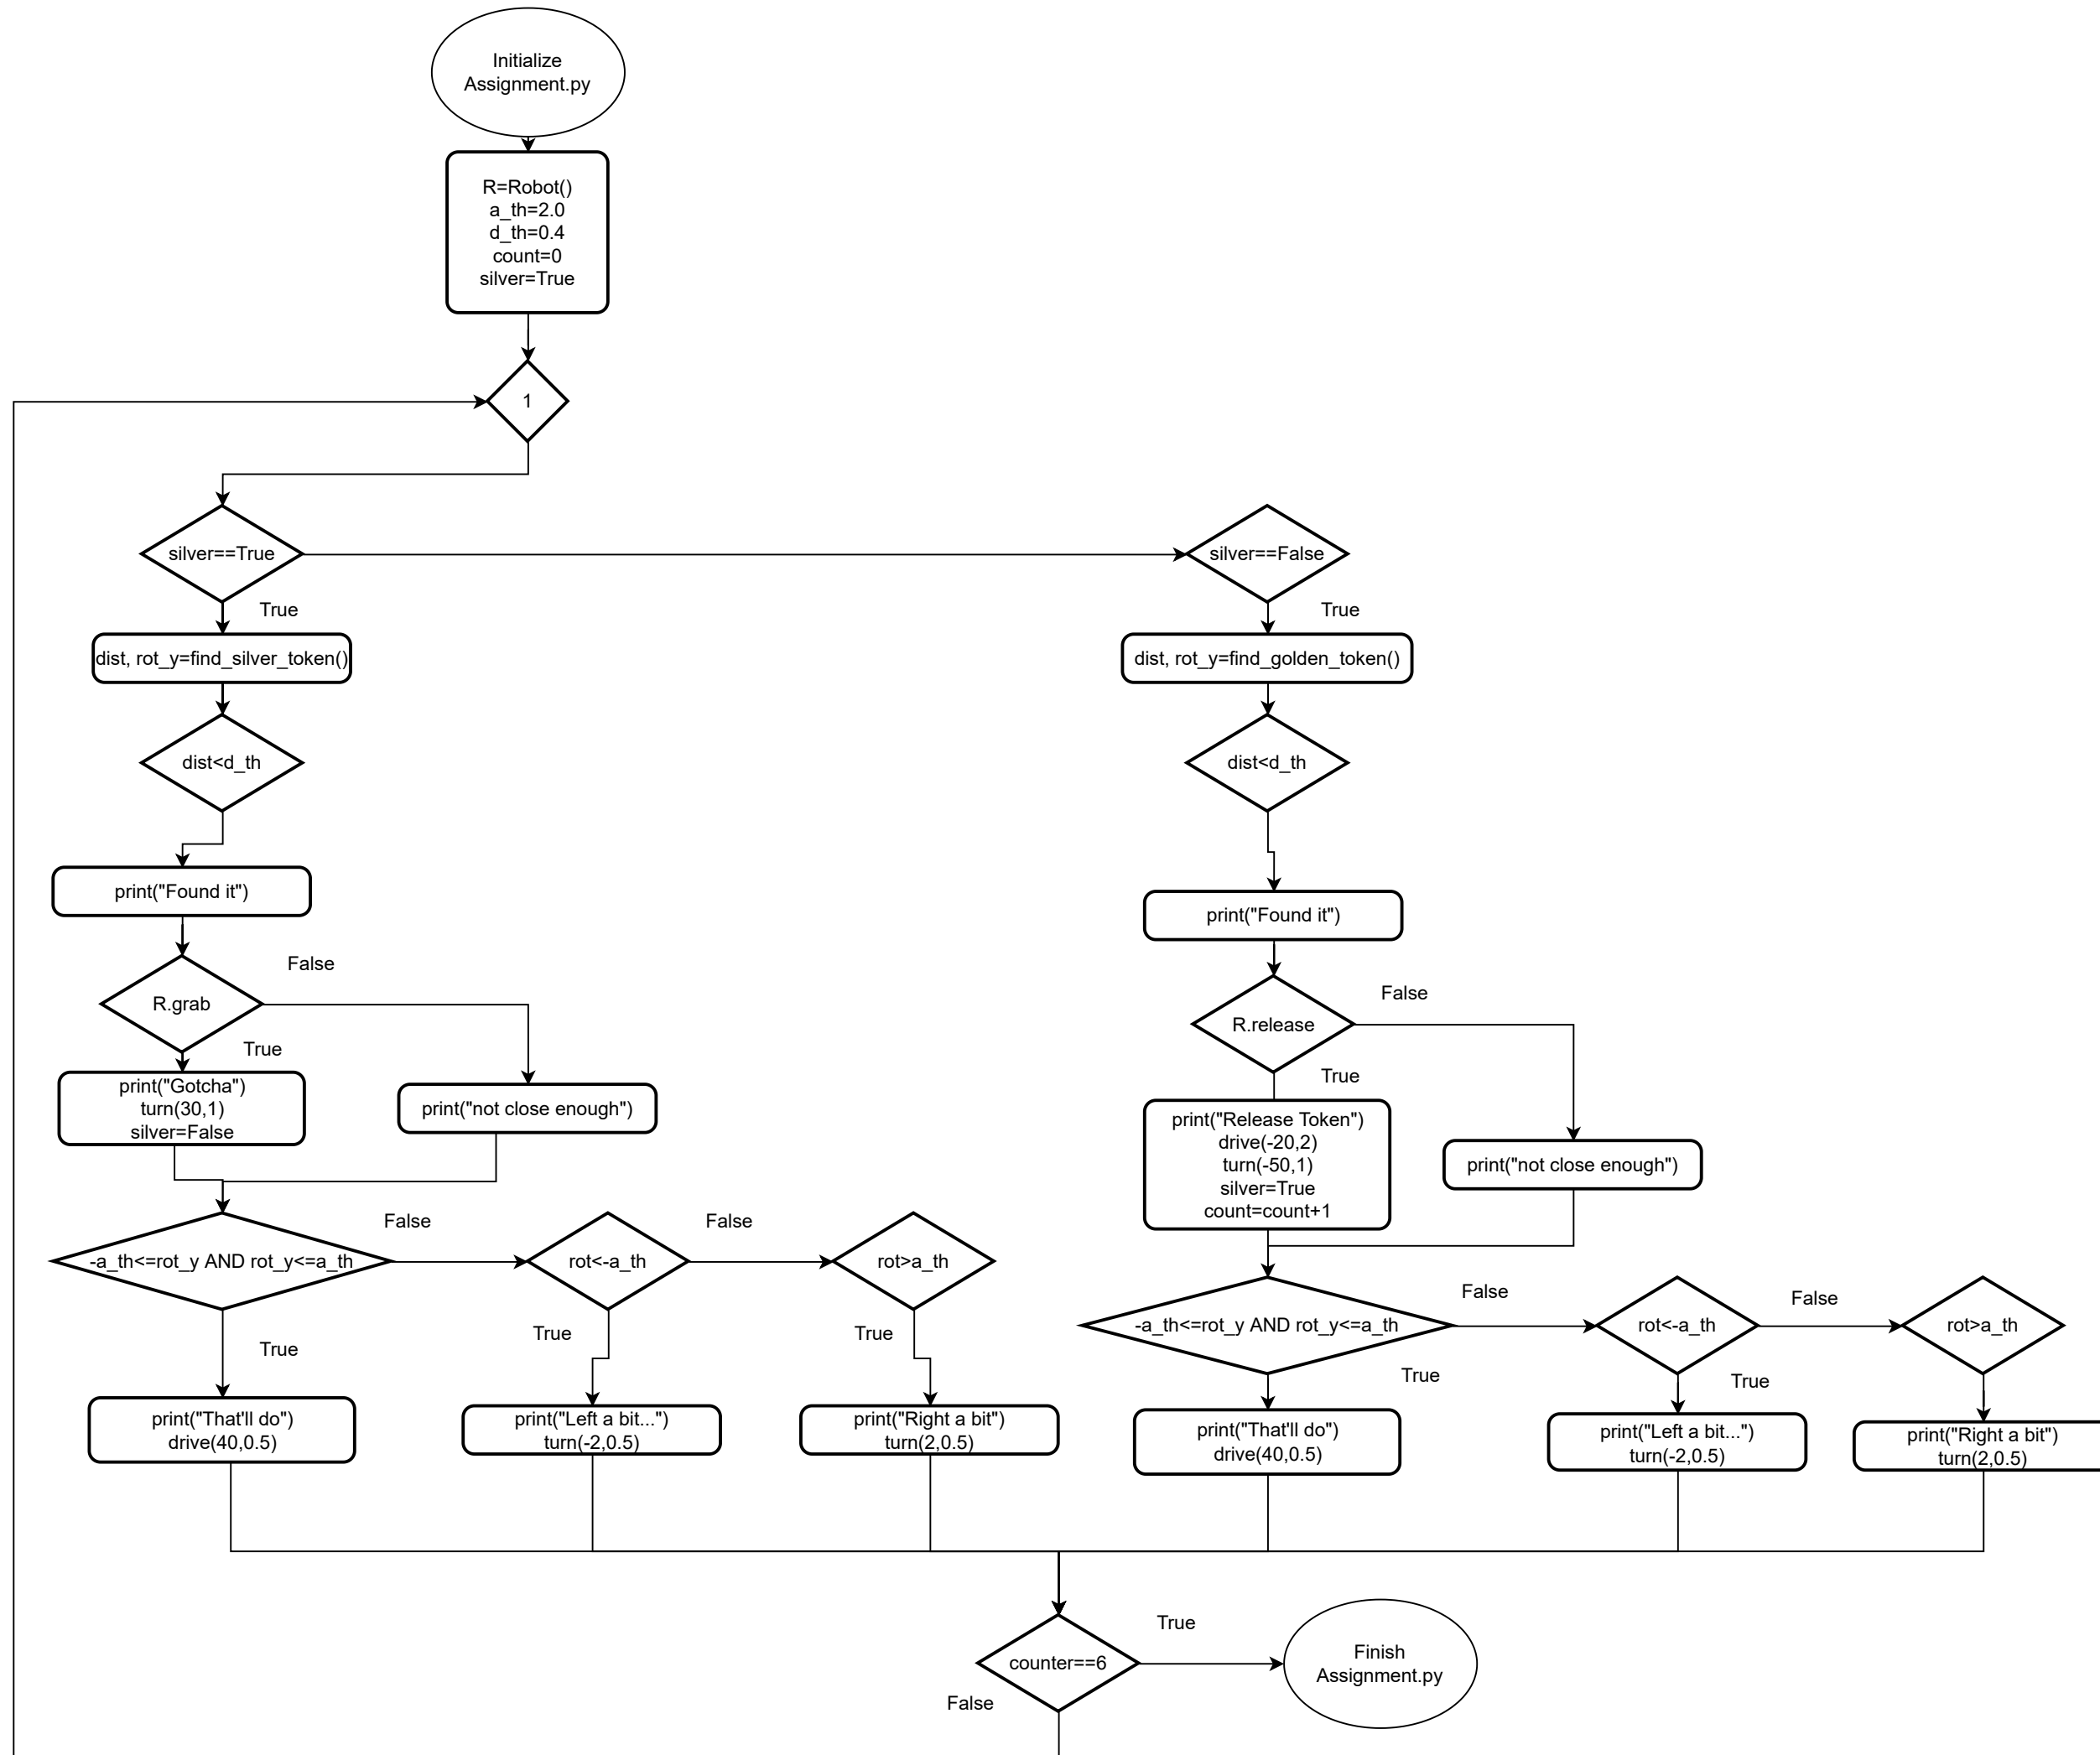 Initialize
Assignment.py
R=Robot()
a_th=2.0
d_th=0.4
count=0
silver=True
1
silver==True
silver==False
True
True
dist, rot_y=find_silver_token()
dist, rot_y=find_golden_token()
dist<d_th
dist<d_th
print("Found it")
print("Found it")
False
R.grab
False
R.release
True
True
print("Gotcha")
turn(30,1)
silver=False
print("not close enough")
print("Release Token")
drive(-20,2)
turn(-50,1)
silver=True
count=count+1
print("not close enough")
False
False
-a_th<=rot_y AND rot_y<=a_th
rot<-a_th
rot>a_th
False
False
-a_th<=rot_y AND rot_y<=a_th
rot<-a_th
rot>a_th
True
True
True
True
True
print("That'll do")
drive(40,0.5)
print("Left a bit...")
turn(-2,0.5)
print("Right a bit")
turn(2,0.5)
print("That'll do")
drive(40,0.5)
print("Left a bit...")
turn(-2,0.5)
print("Right a bit")
turn(2,0.5)
True
counter==6
Finish
Assignment.py
False